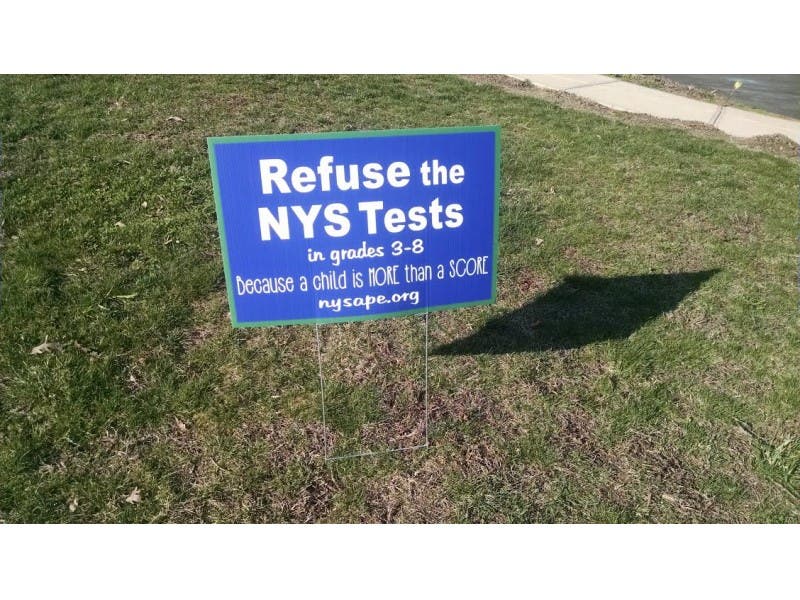 Refuse the
NYS Tests
in grades 3-8
Because a child is MORE than a SCORE
nysape.org